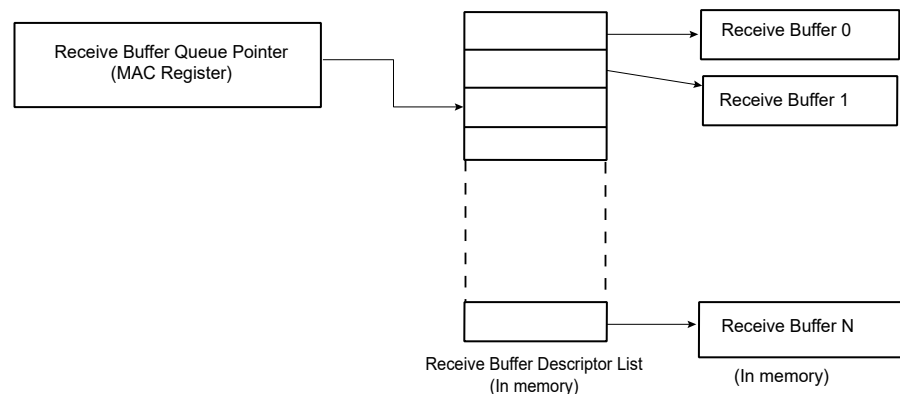 Receive Buffer Queue Pointer
(MAC Register)
Receive Buffer 0
Receive Buffer 1
Receive Buffer N
Receive Buffer Descriptor List
(In memory)
(In memory)